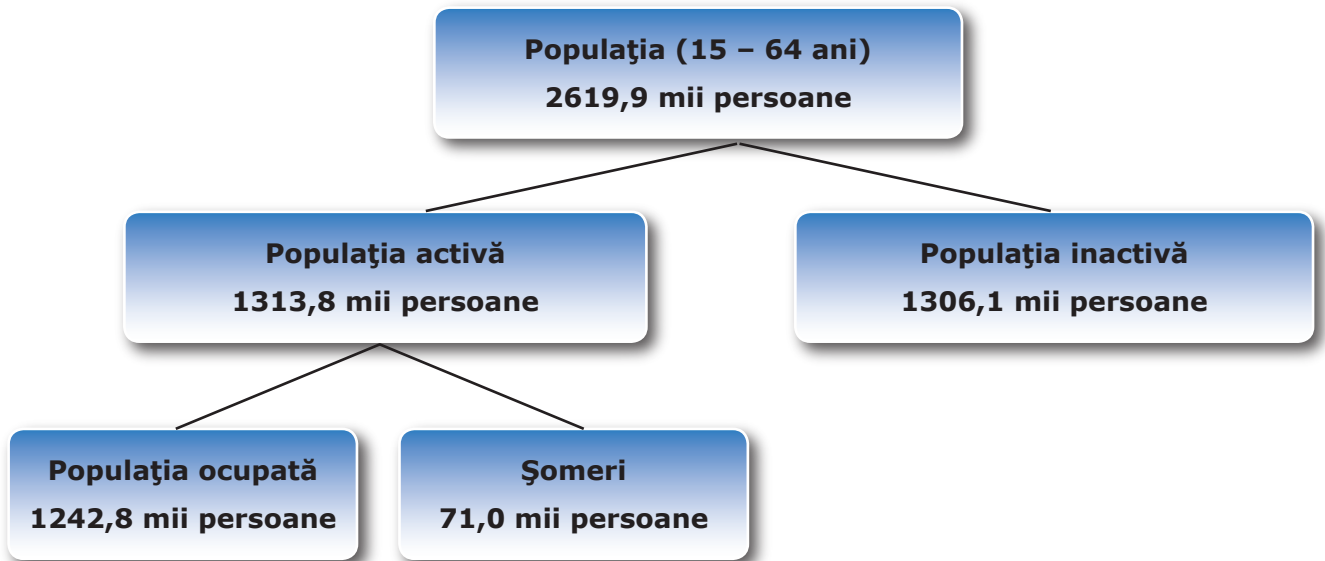 Populaţia (15 – 64 ani)
2619,9 mii persoane
Populaţia activă
1313,8 mii persoane
Populaţia inactivă
1306,1 mii persoane
Populaţia ocupată
1242,8 mii persoane
Şomeri
71,0 mii persoane